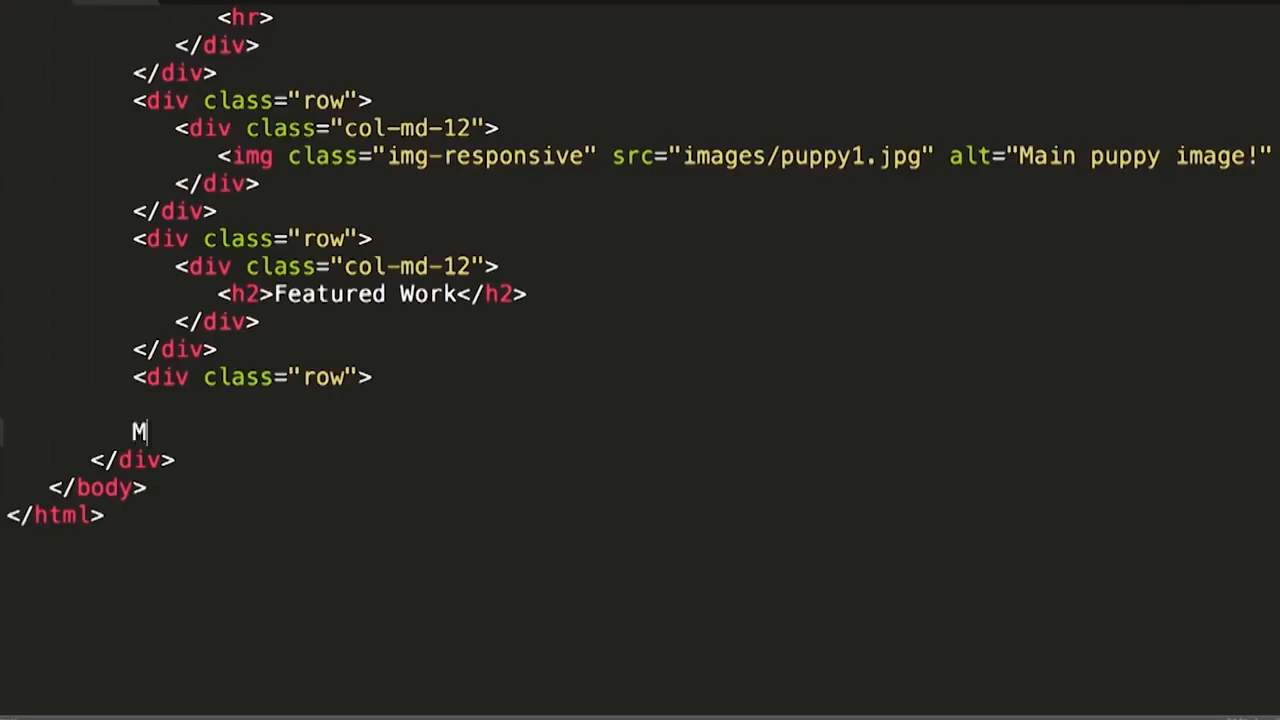 <hr>
</div>
</div>
<div class="row">
<div class="col-md-12">
<img class="img-responsive" src="images/puppy1.jpg" alt="Main puppy image!"
</div>
</div>
<div class="row">
<div class="col-md-12">
<h2>Featured Work</h2>
</div>
</div>
<div class="row">
M
</div>
</body>
</html>